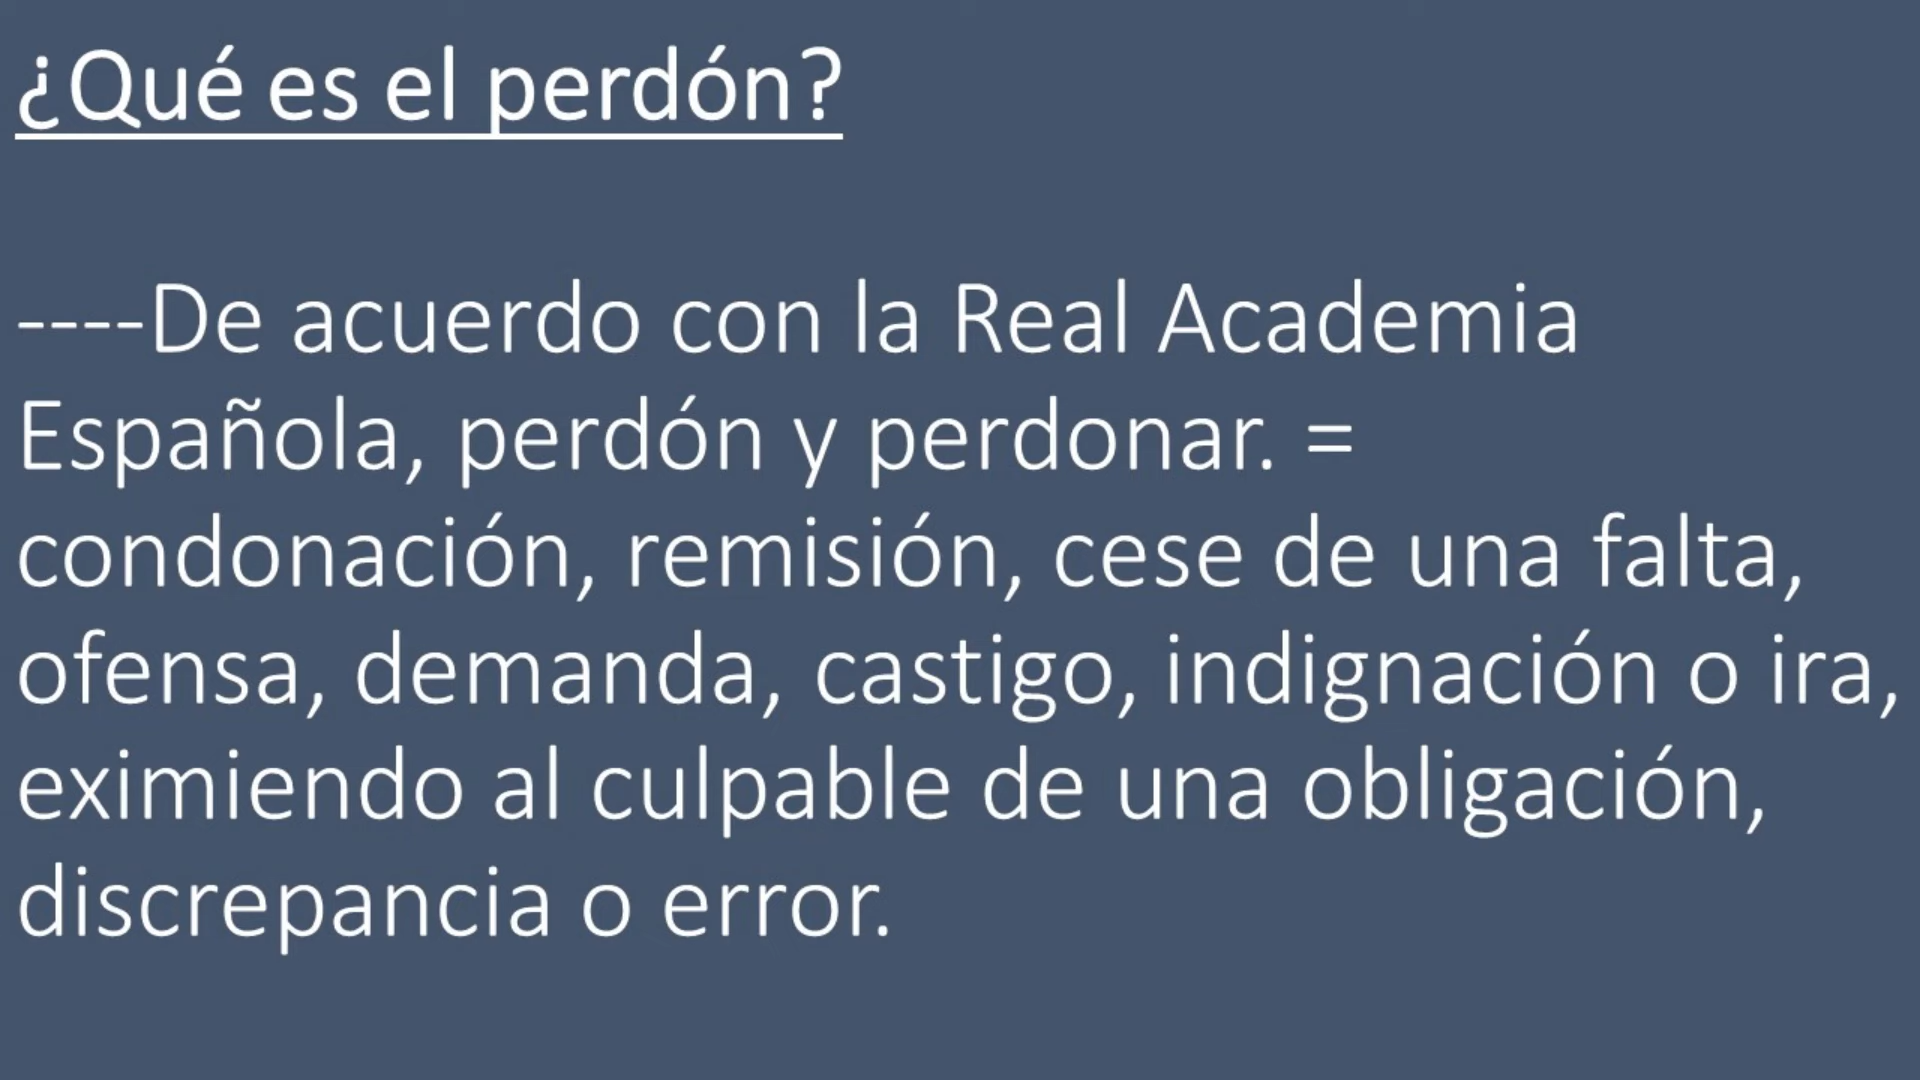 ¿Qué es el perdón?
----De acuerdo con la Real Academia
Española, perdón y perdonar. =
condonación, remisión, cese de una falta,
ofensa, demanda, castigo, indignación o ira,
eximiendo al culpable de una obligación,
discrepancia o error.